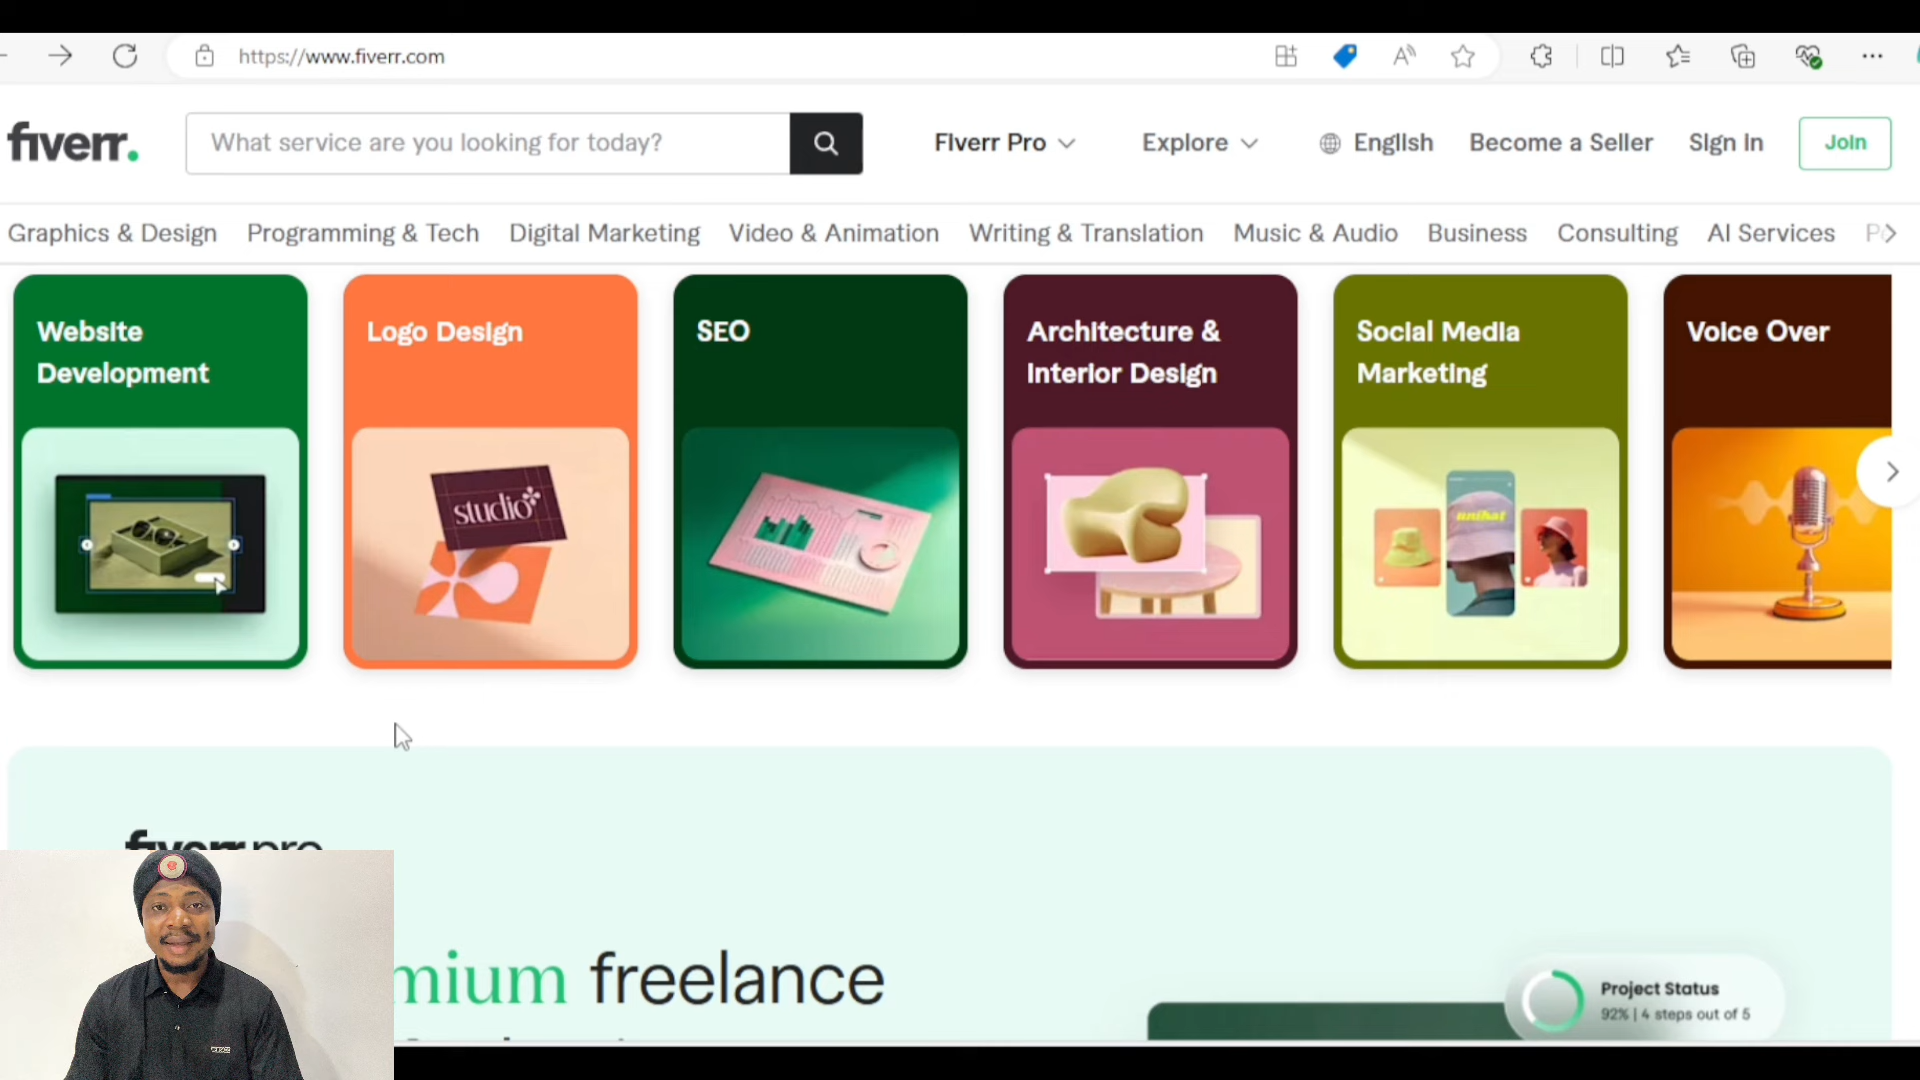 https://www.fiverr.com
fiverr.
What service are you looking for today?
Fiverr Pro
Explore
English
Become a Seller
Sign In
Join
Graphics & Design
Programming & Tech
Digital Marketing
Video & Animation
Writing & Translation
Music & Audio
Business
Consulting
AI Services
Website
Development
Logo Design
SEO
Architecture &
Interior Design
Social Media
Marketing
Voice Over
studio
unihat
fiverr pro
mium freelance
Project Status
92% | 4 steps out of 5